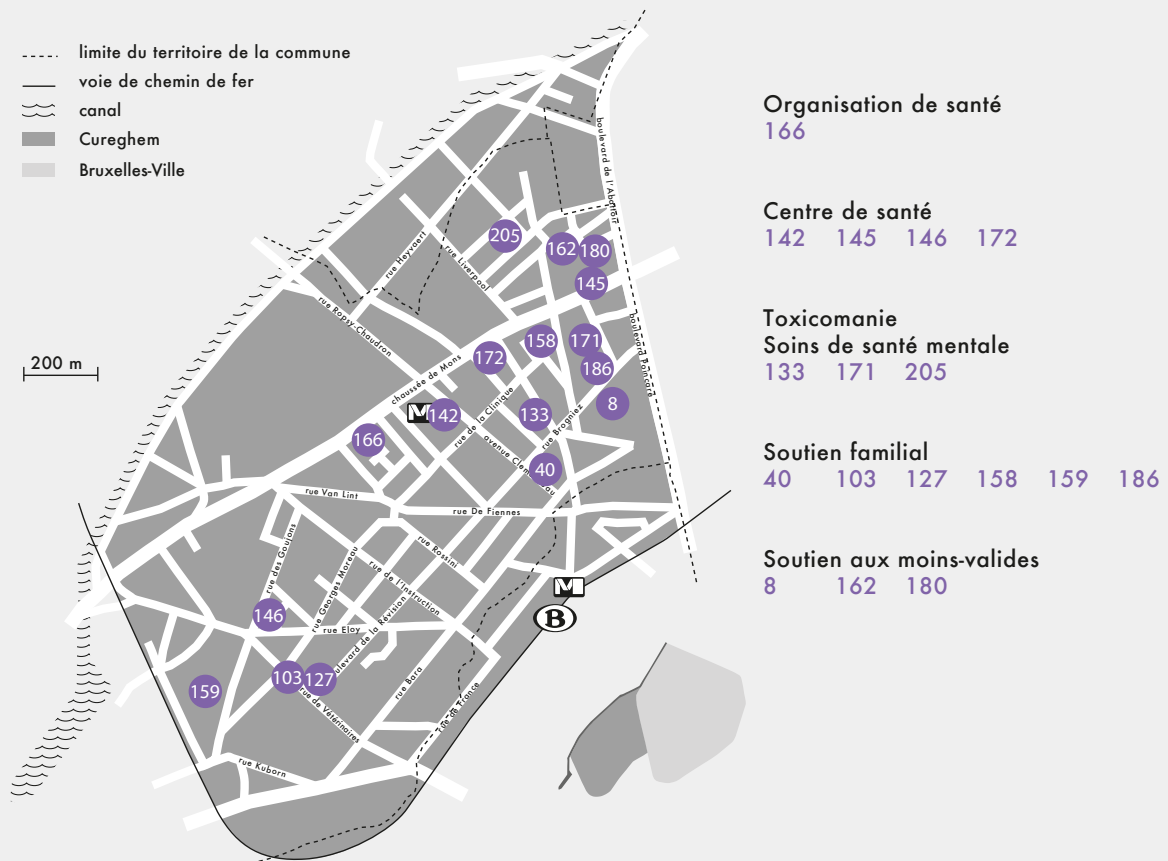 limite du territoire de la commune
voie de chemin de fer
canal
Cureghem
Bruxelles-Ville
200 m
boulevard de l'Abattoir
rue Heyvaert
rue Liverpool
205
162
180
145
rue Ropsy-Chaudron
boulevard Poincaré
chaussée de Mons
172
158
171
186
8
M
142
rue de la Clinique
133
rue Brogniez
166
avenue Clem
au
40
rue Van Lint
rue De Fiennes
rue des Goujons
rue Georges Moreau
rue Rossini
rue de l'Instruction
M
B
146
rue Eloy
ulevard de la Révision
103
127
159
rue de Vétérinaires
rue Bara
rue de France
rue Kuborn
Organisation de santé
166
Centre de santé
142 145 146 172
Toxicomanie
Soins de santé mentale
133 171 205
Soutien familial
40 103 127 158 159 186
Soutien aux moins-valides
8 162 180